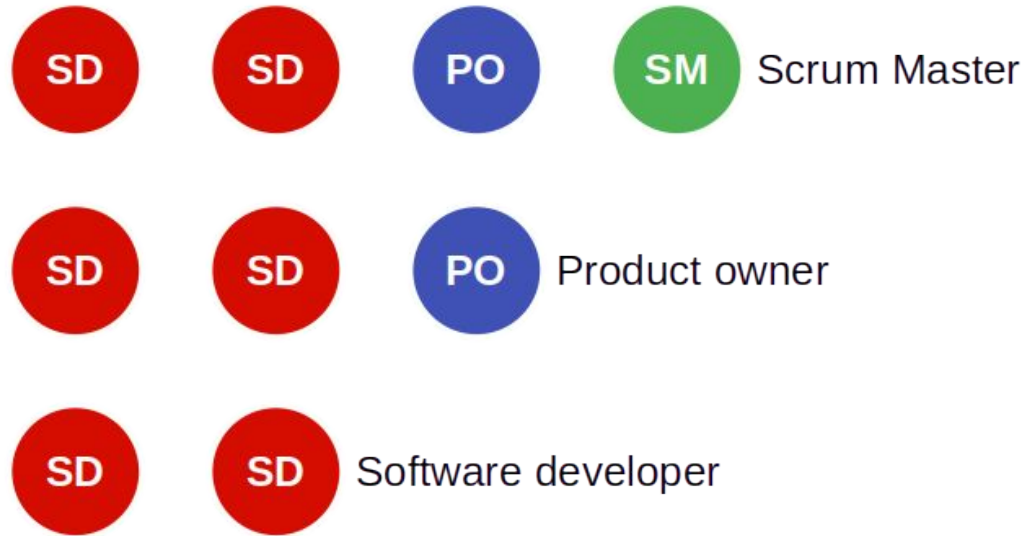 SD SD PO SM Scrum Master
SD SD PO Product owner
SD SD Software developer